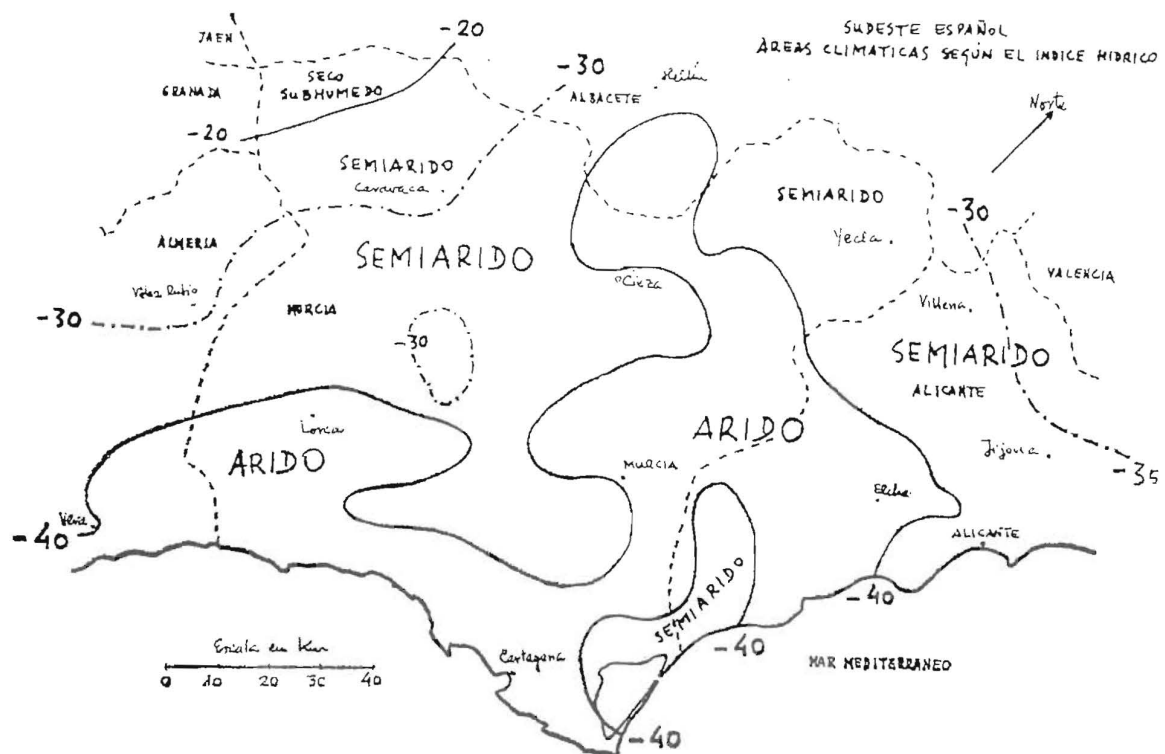 SUDESTE ESPAÑOL
ÁREAS CLIMATICAS SEGÚN EL INDICE HIDRICO
Norte
JAEN
-20
GRANADA
SECO
SUBHUMEDO
-30
ALBACETE
Hellín
-20
SEMIARIDO
Caravaca
SEMIARIDO
-30
Yecla
ALMERIA
SEMIARIDO
Cieza
VALENCIA
Vélez Rubio
MURCIA
Villena
-30
-30
SEMIARIDO
ALICANTE
Lorca
ARIDO
ARIDO
Jijona
MURCIA
-35
Elche
Vera
-40
ALICANTE
SEMIARIDO
-40
-40
Escala en Km
Cartagena
MAR MEDITERRANEO
0 10 20 30 40
-40